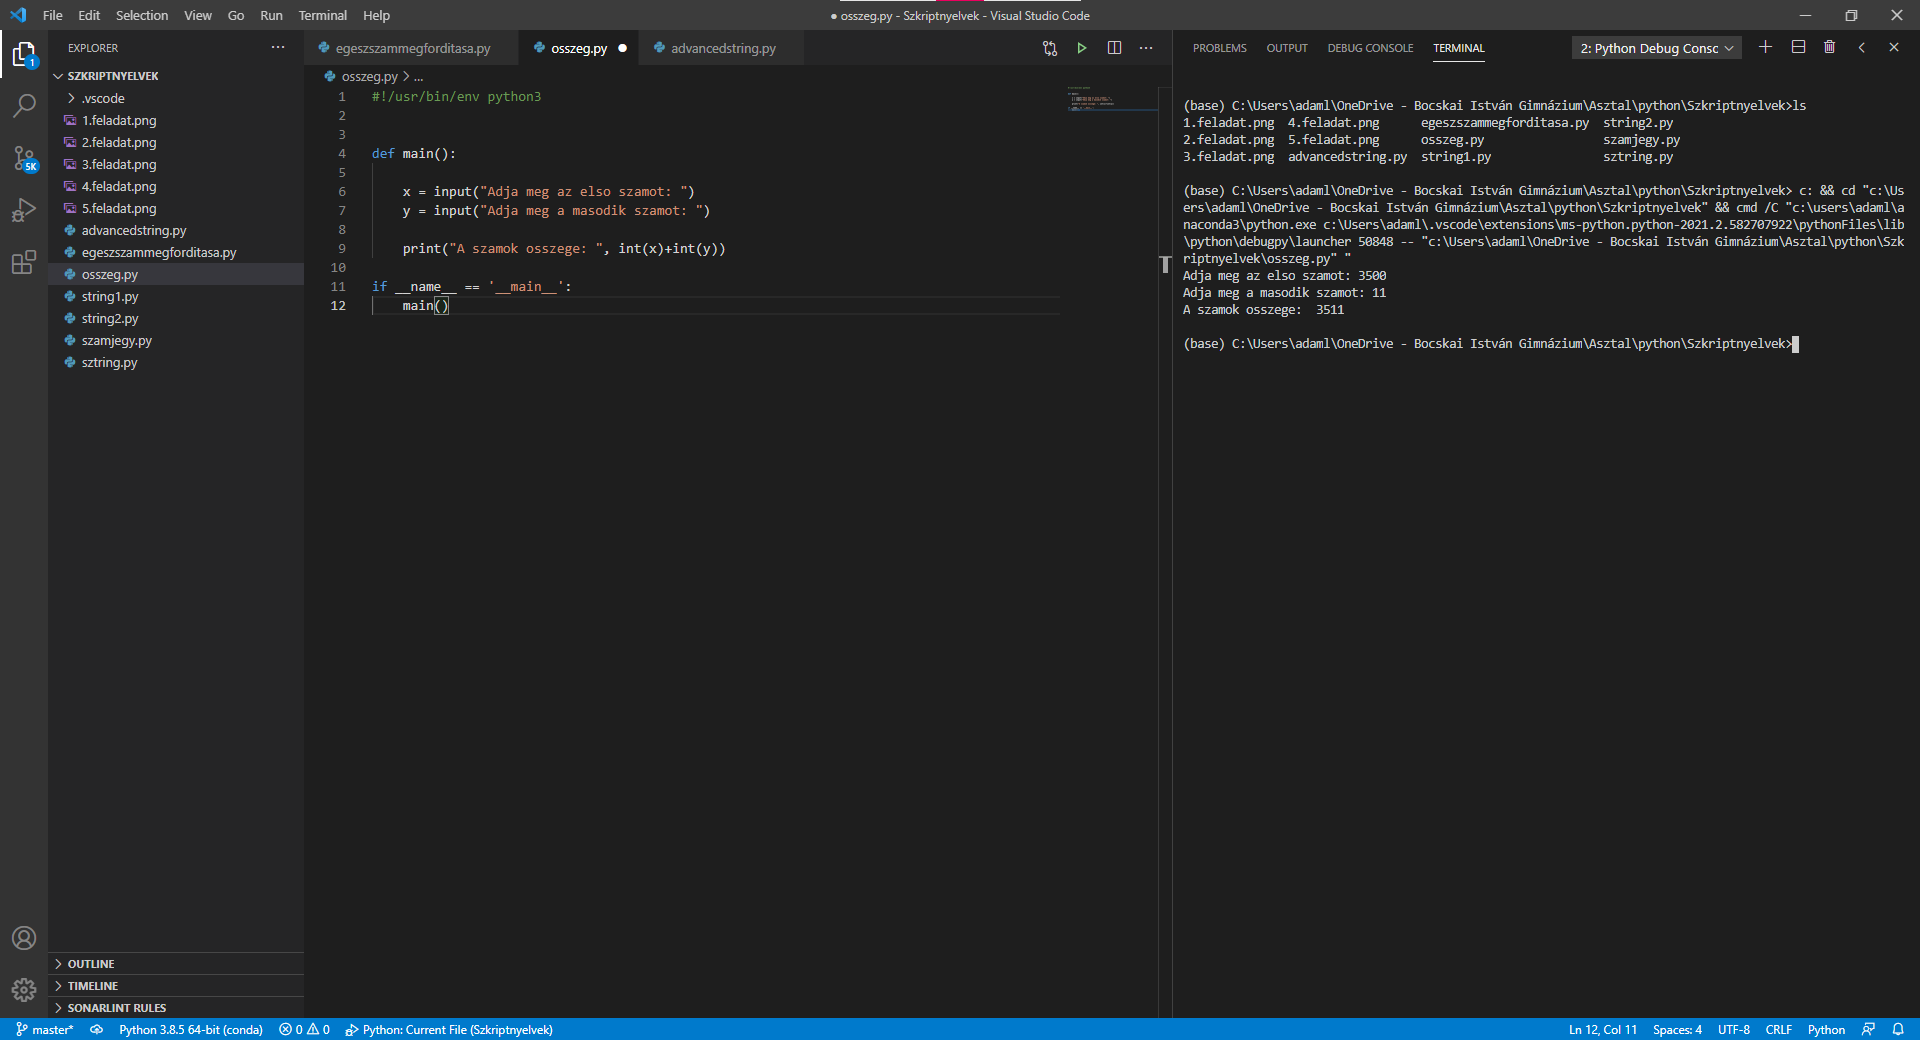 File Edit Selection View Go Run Terminal Help
● osszeg.py - Szkriptnyelvek - Visual Studio Code
EXPLORER
SZKRIPTNYELVEK
.vscode
1.feladat.png
2.feladat.png
3.feladat.png
4.feladat.png
5.feladat.png
advancedstring.py
egeszszammegforditasa.py
osszeg.py
string1.py
string2.py
szamjegy.py
sztring.py
OUTLINE
TIMELINE
SONARLINT RULES
1
5K
egeszszammegforditasa.py osszeg.py ● advancedstring.py
osszeg.py > ...
1 #!/usr/bin/env python3
2
3
4 def main():
5
6 x = input("Adja meg az elso szamot: ")
7 y = input("Adja meg a masodik szamot: ")
8
9 print("A szamok osszege: ", int(x)+int(y))
10
11 if __name__ == '__main__':
12 main()
PROBLEMS OUTPUT DEBUG CONSOLE TERMINAL 2: Python Debug Consc
(base) C:\Users\adaml\OneDrive - Bocskai István Gimnázium\Asztal\python\Szkriptnyelvek>ls
1.feladat.png 4.feladat.png egeszszammegforditasa.py string2.py
2.feladat.png 5.feladat.png osszeg.py szamjegy.py
3.feladat.png advancedstring.py string1.py sztring.py
(base) C:\Users\adaml\OneDrive - Bocskai István Gimnázium\Asztal\python\Szkriptnyelvek> c: && cd "c:\Us
ers\adaml\OneDrive - Bocskai István Gimnázium\Asztal\python\Szkriptnyelvek" && cmd /C "c:\users\adaml\a
naconda3\python.exe c:\Users\adaml\.vscode\extensions\ms-python.python-2021.2.582707922\pythonFiles\lib
\python\debugpy\launcher 50848 -- "c:\Users\adaml\OneDrive - Bocskai István Gimnázium\Asztal\python\Szk
riptnyelvek\osszeg.py" "
Adja meg az elso szamot: 3500
Adja meg a masodik szamot: 11
A szamok osszege:  3511
(base) C:\Users\adaml\OneDrive - Bocskai István Gimnázium\Asztal\python\Szkriptnyelvek>
master* Python 3.8.5 64-bit (conda) 0 0 Python: Current File (Szkriptnyelvek) Ln 12, Col 11 Spaces: 4 UTF-8 CRLF Python